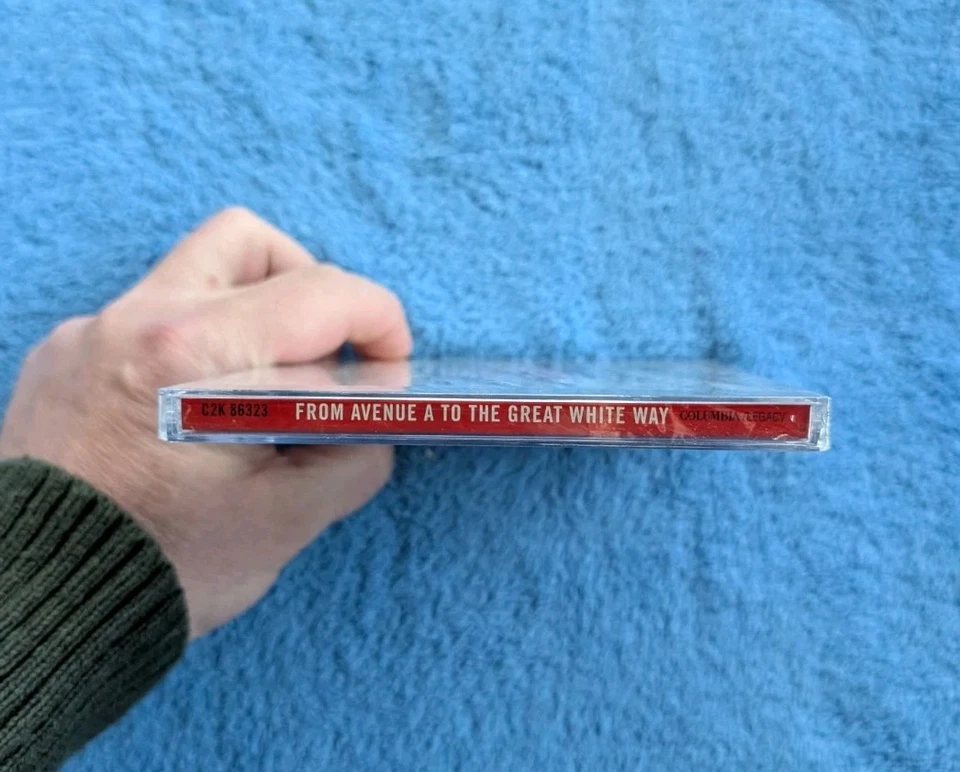 C2K 86323 FROM AVENUE A TO THE GREAT WHITE WAY COLUMBIA/LEGACY